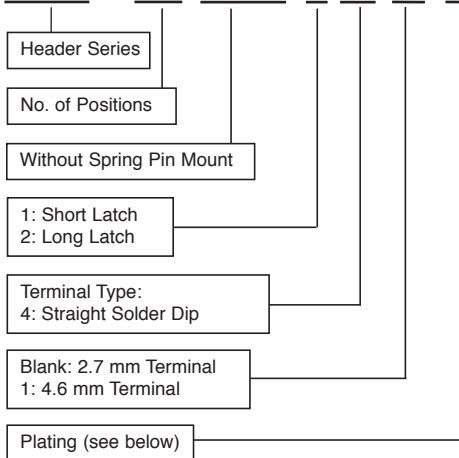 Header Series
No. of Positions
Without Spring Pin Mount
1: Short Latch
2: Long Latch
Terminal Type:
4: Straight Solder Dip
Blank: 2.7 mm Terminal
1: 4.6 mm Terminal
Plating (see below)